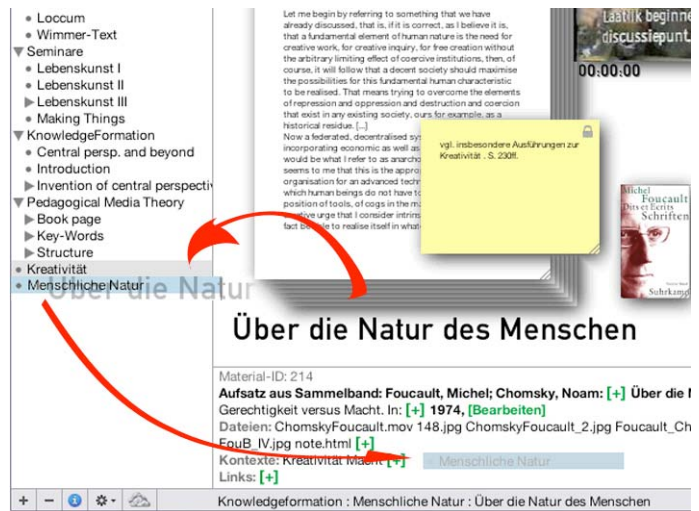 Loccum
Wimmer-Text
Seminare
Lebenskunst I
Lebenskunst II
Lebenskunst III
Making Things
KnowledgeFormation
Central persp. and beyond
Introduction
Invention of central perspectiv
Pedagogical Media Theory
Book page
Key-Words
Structure
Kreativität
Menschliche Natur
Über die Natur
Let me begin by referring to something that we have
already discussed, that is, if it is correct, as I believe it is,
that a fundamental element of human nature is the need for
creative work, for creative inquiry, for free creation without
the arbitrary limiting effect of coercive institutions, then, of
course, it will follow that a decent society should maximise
the possibilities for this fundamental human characteristic
to be realised. That means trying to overcome the elements
of repression and oppression and destruction and coercion
that exist in any existing society, ours for example, as a
historical residue. [...]
Now a federated, decentralised sys
incorporating economic as well as
would be what I refer to as anarcho
seems to me that this is the appro
organisation for an advanced techn
which human beings do not have to
position of tools, of cogs in the m
creative urge that I consider intrins
fact be able to realise itself in what
vgl. insbesondere Ausführungen zur
Kreativität . S. 230ff.
Laat ik beginne
discussiepunt.
00:00:00
Michel
Foucault
Dits et Ecrits
Schriften
Suhrkamp
Über die Natur des Menschen
Material-ID: 214
Aufsatz aus Sammelband: Foucault, Michel; Chomsky, Noam: [+] Über die N
Gerechtigkeit versus Macht. In: [+] 1974, [Bearbeiten]
Dateien: ChomskyFoucault.mov 148.jpg ChomskyFoucault_2.jpg Foucault_Ch
FouB_IV.jpg note.html [+]
Kontexte: Kreativität Macht [+] Menschliche Natur
Links: [+]
Knowledgeformation : Menschliche Natur : Über die Natur des Menschen